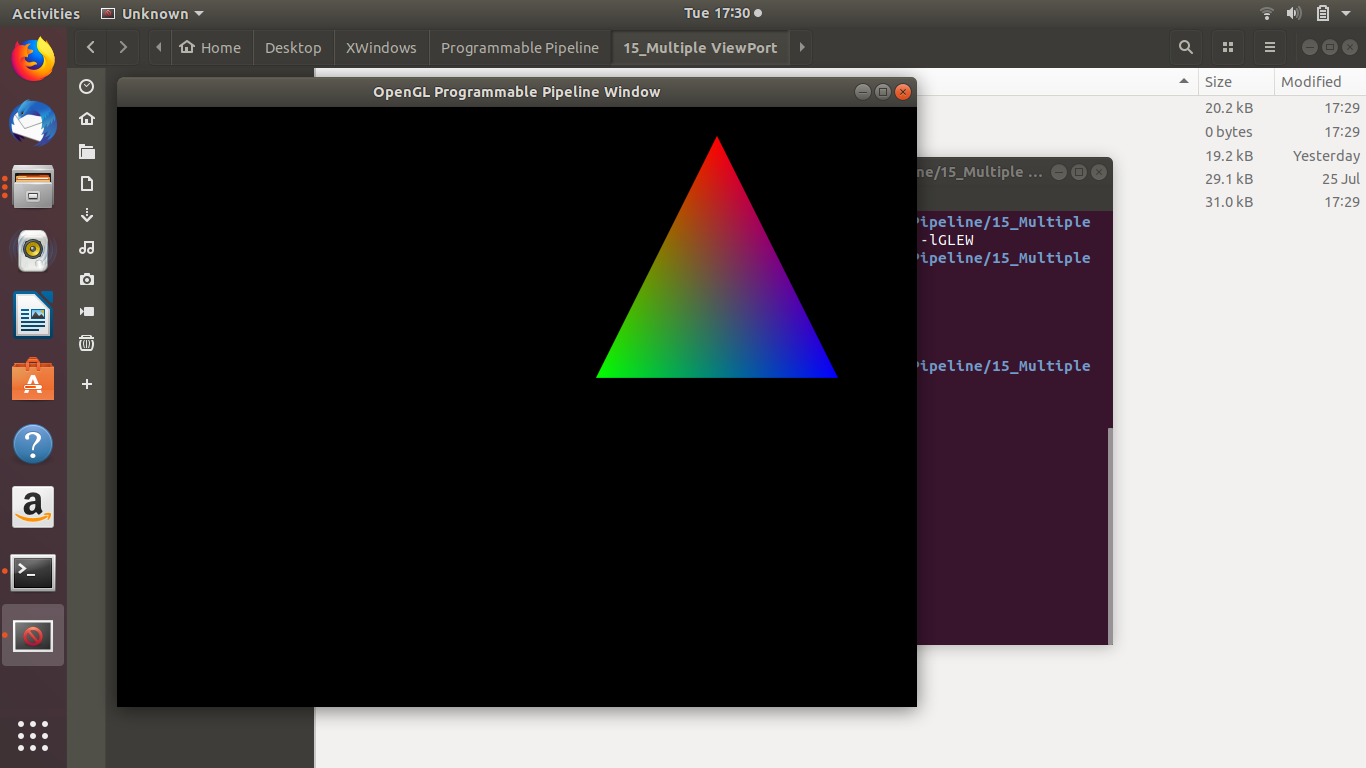 Activities Unknown Tue 17:30
Home Desktop XWindows Programmable Pipeline 15_Multiple ViewPort
Size Modified
OpenGL Programmable Pipeline Window
20.2 kB 17:29
0 bytes 17:29
19.2 kB Yesterday
29.1 kB 25 Jul
31.0 kB 17:29
ne/15_Multiple ...
Pipeline/15_Multiple
-lGLEW
Pipeline/15_Multiple
Pipeline/15_Multiple